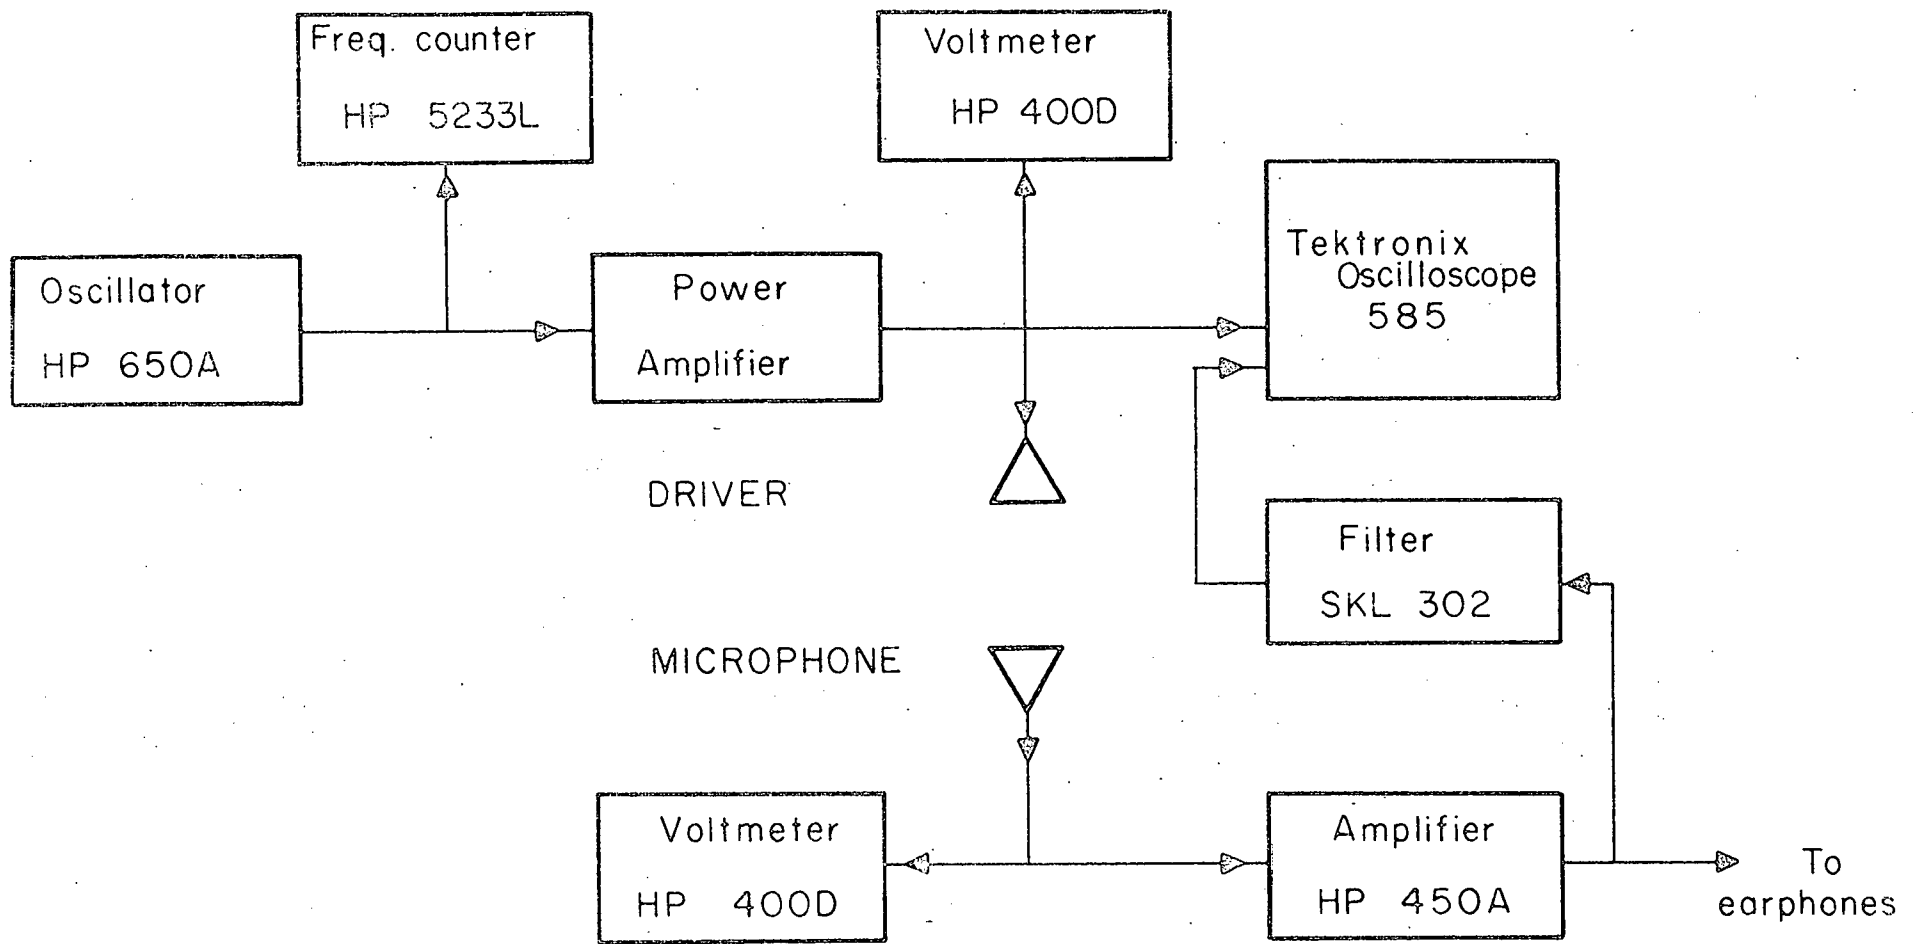 Freq. counter
HP 5233L
Voltmeter
HP 400D
Oscillator
HP 650A
Power
Amplifier
Tektronix
Oscilloscope
585
DRIVER
Filter
SKL 302
MICROPHONE
Voltmeter
HP 400D
Amplifier
HP 450A
To
earphones